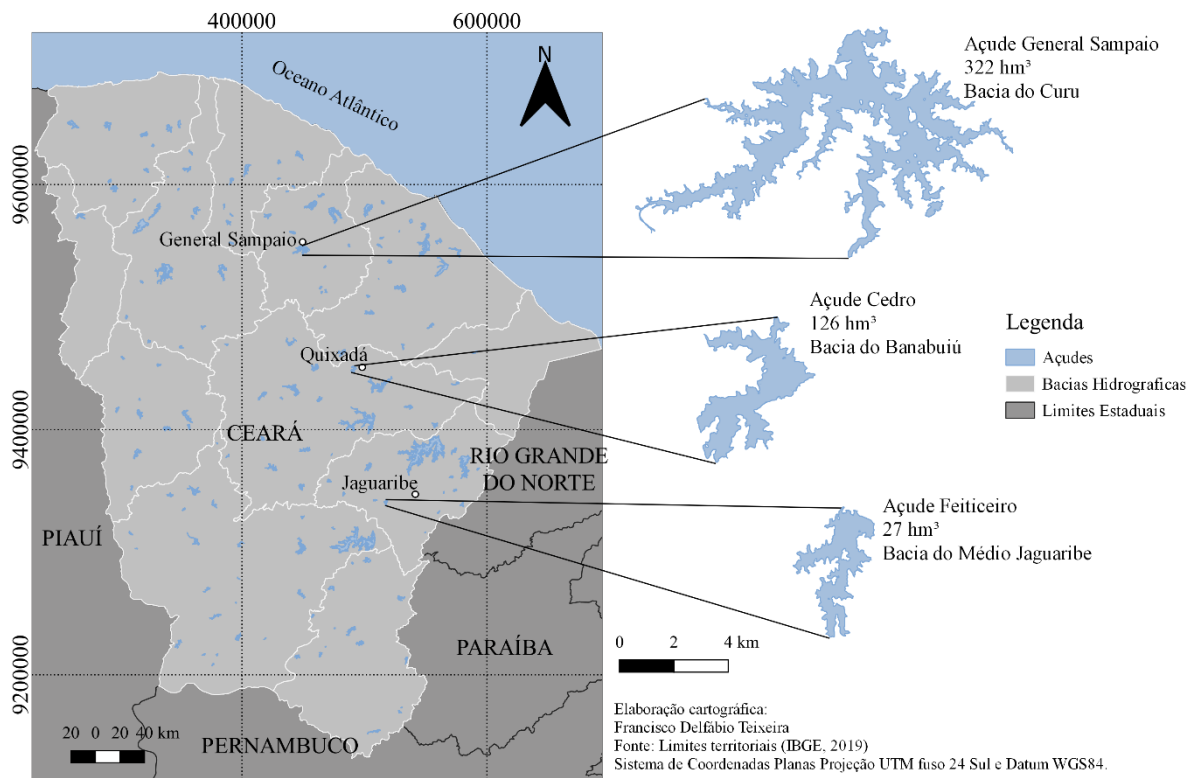 400000
600000
N
Oceano Atlântico
9600000
9400000
9200000
General Sampaio
Quixadá
CEARÁ
Jaguaribe
RIO GRANDE
DO NORTE
PIAUÍ
PARAÍBA
PERNAMBUCO
20 0 20 40 km
Açude General Sampaio
322 hm³
Bacia do Curu
Açude Cedro
126 hm³
Bacia do Banabuiú
Legenda
Açudes
Bacias Hidrograficas
Limites Estaduais
Açude Feiticeiro
27 hm³
Bacia do Médio Jaguaribe
0 2 4 km
Elaboração cartográfica:
Francisco Delfábio Teixeira
Fonte: Limites territoriais (IBGE, 2019)
Sistema de Coordenadas Planas Projeção UTM fuso 24 Sul e Datum WGS84.